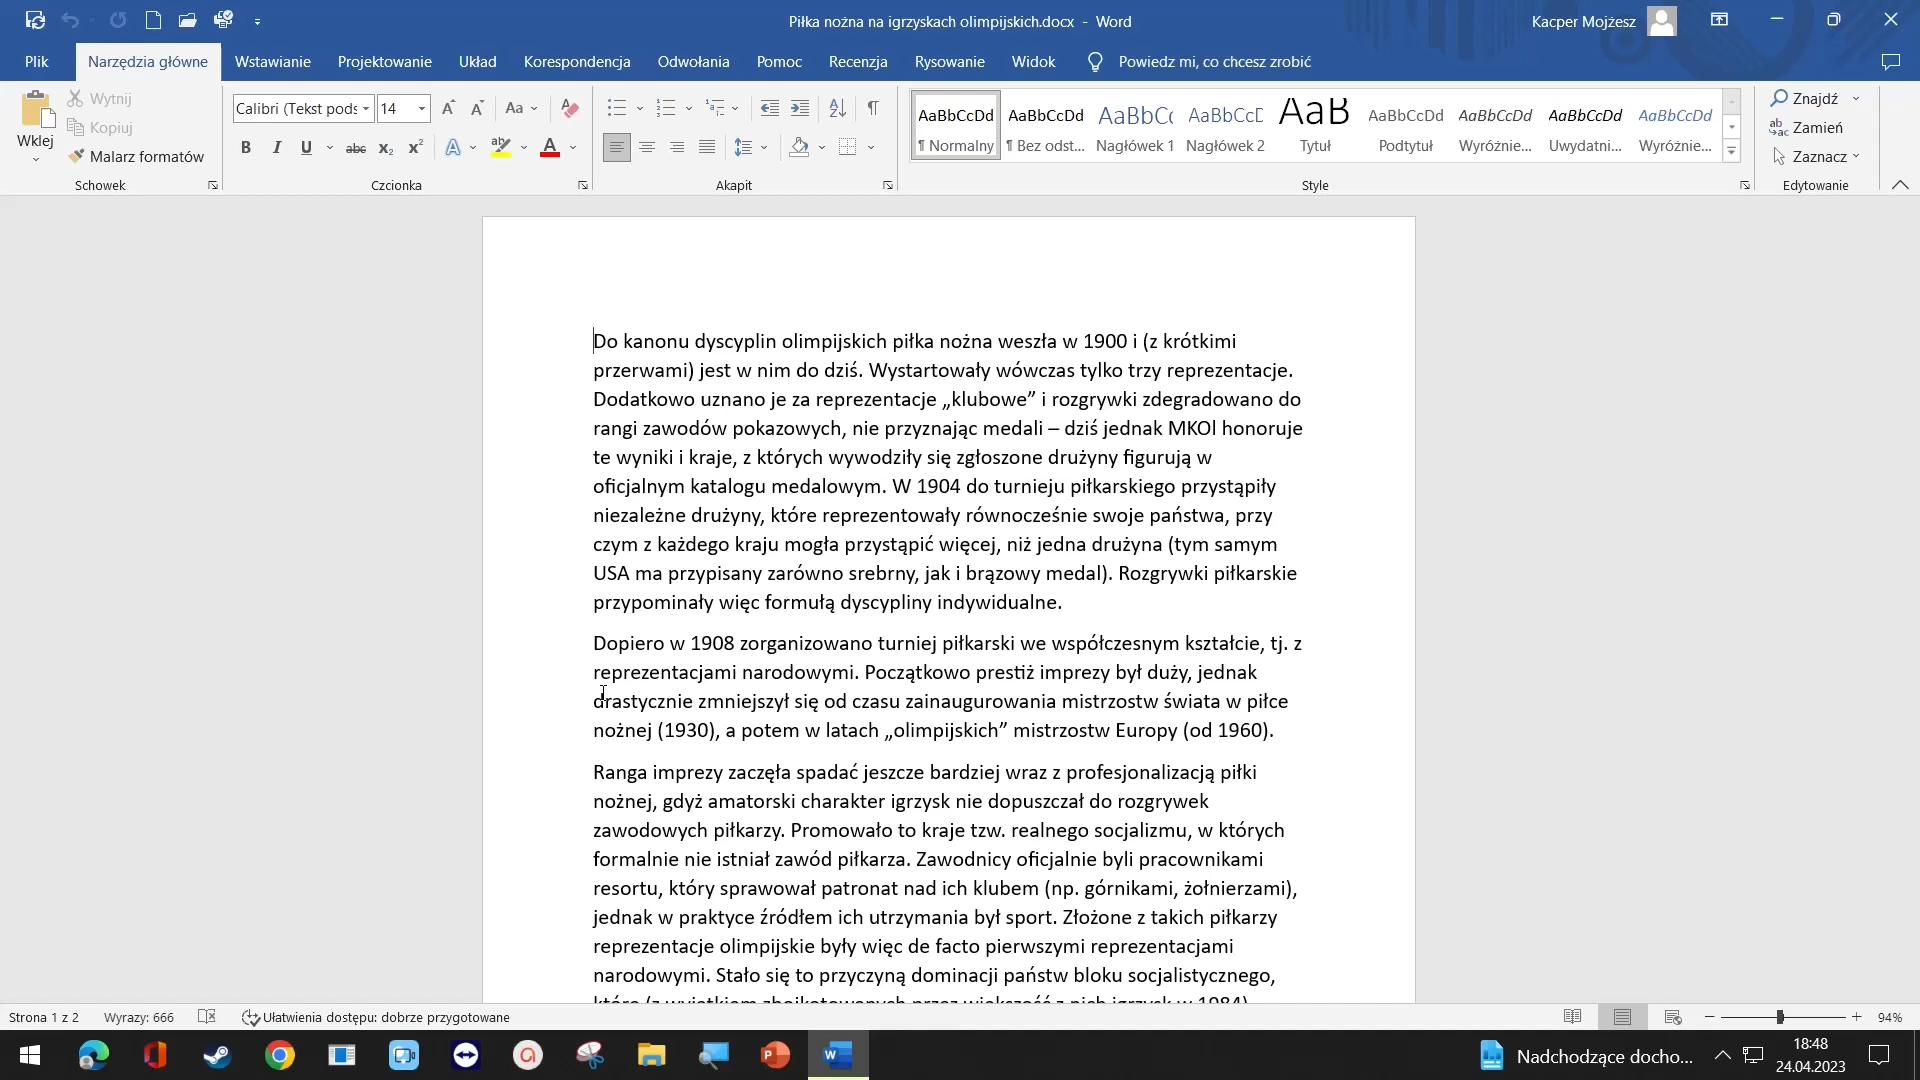 Piłka nożna na igrzyskach olimpijskich.docx - Word
Kacper Mojżesz
Plik Narzędzia główne Wstawianie Projektowanie Układ Korespondencja Odwołania Pomoc Recenzja Rysowanie Widok Powiedz mi, co chcesz zrobić
Wklej
Wytnij
Kopiuj
Malarz formatów
Schowek
Calibri (Tekst pods 14
Aa
Czcionka
Akapit
AaBbCcDd AaBbCcDd AaBbCc AaBbCcD AaB AaBbCcDd AaBbCcDd AaBbCcDd AaBbCcDd
¶ Normalny ¶ Bez odst... Nagłówek 1 Nagłówek 2 Tytuł Podtytuł Wyróżnie... Uwydatni... Wyróżnie...
Style
Znajdź
Zamień
Zaznacz
Edytowanie
Do kanonu dyscyplin olimpijskich piłka nożna weszła w 1900 i (z krótkimi
przerwami) jest w nim do dziś. Wystartowały wówczas tylko trzy reprezentacje.
Dodatkowo uznano je za reprezentacje „klubowe” i rozgrywki zdegradowano do
rangi zawodów pokazowych, nie przyznając medali – dziś jednak MKOl honoruje
te wyniki i kraje, z których wywodziły się zgłoszone drużyny figurują w
oficjalnym katalogu medalowym. W 1904 do turnieju piłkarskiego przystąpiły
niezależne drużyny, które reprezentowały równocześnie swoje państwa, przy
czym z każdego kraju mogła przystąpić więcej, niż jedna drużyna (tym samym
USA ma przypisany zarówno srebrny, jak i brązowy medal). Rozgrywki piłkarskie
przypominały więc formułą dyscypliny indywidualne.
Dopiero w 1908 zorganizowano turniej piłkarski we współczesnym kształcie, tj. z
reprezentacjami narodowymi. Początkowo prestiż imprezy był duży, jednak
drastycznie zmniejszył się od czasu zainaugurowania mistrzostw świata w piłce
nożnej (1930), a potem w latach „olimpijskich” mistrzostw Europy (od 1960).
Ranga imprezy zaczęła spadać jeszcze bardziej wraz z profesjonalizacją piłki
nożnej, gdyż amatorski charakter igrzysk nie dopuszczał do rozgrywek
zawodowych piłkarzy. Promowało to kraje tzw. realnego socjalizmu, w których
formalnie nie istniał zawód piłkarza. Zawodnicy oficjalnie byli pracownikami
resortu, który sprawował patronat nad ich klubem (np. górnikami, żołnierzami),
jednak w praktyce źródłem ich utrzymania był sport. Złożone z takich piłkarzy
reprezentacje olimpijskie były więc de facto pierwszymi reprezentacjami
narodowymi. Stało się to przyczyną dominacji państw bloku socjalistycznego,
które (z wyjątkiem zbojkotowanych przez większość z nich igrzysk w 1984)
Strona 1 z 2 Wyrazy: 666 Ułatwienia dostępu: dobrze przygotowane 94%
Nadchodzące docho...
18:48
24.04.2023